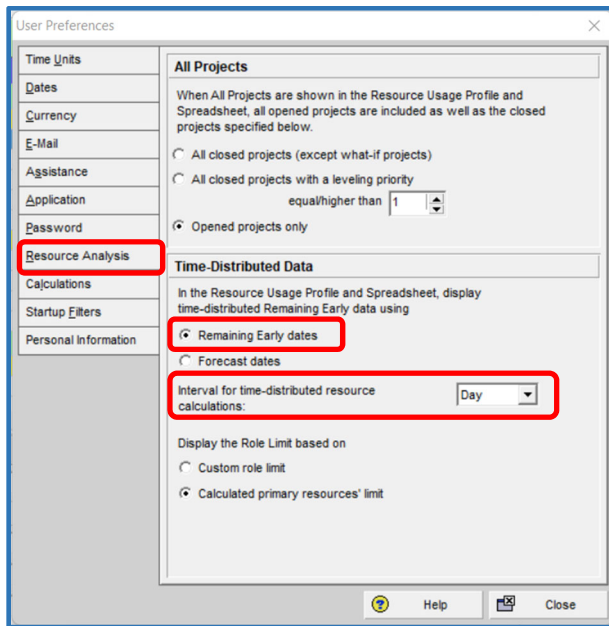 User Preferences
Time Units
Dates
Currency
E-Mail
Assistance
Application
Password
Resource Analysis
Calculations
Startup Filters
Personal Information
All Projects
When All Projects are shown in the Resource Usage Profile and
Spreadsheet, all opened projects are included as well as the closed
projects specified below.
All closed projects (except what-if projects)
All closed projects with a leveling priority
equal/higher than 1
Opened projects only
Time-Distributed Data
In the Resource Usage Profile and Spreadsheet, display
time-distributed Remaining Early data using
Remaining Early dates
Forecast dates
Interval for time-distributed resource
calculations:
Day
Display the Role Limit based on
Custom role limit
Calculated primary resources' limit
Help
Close